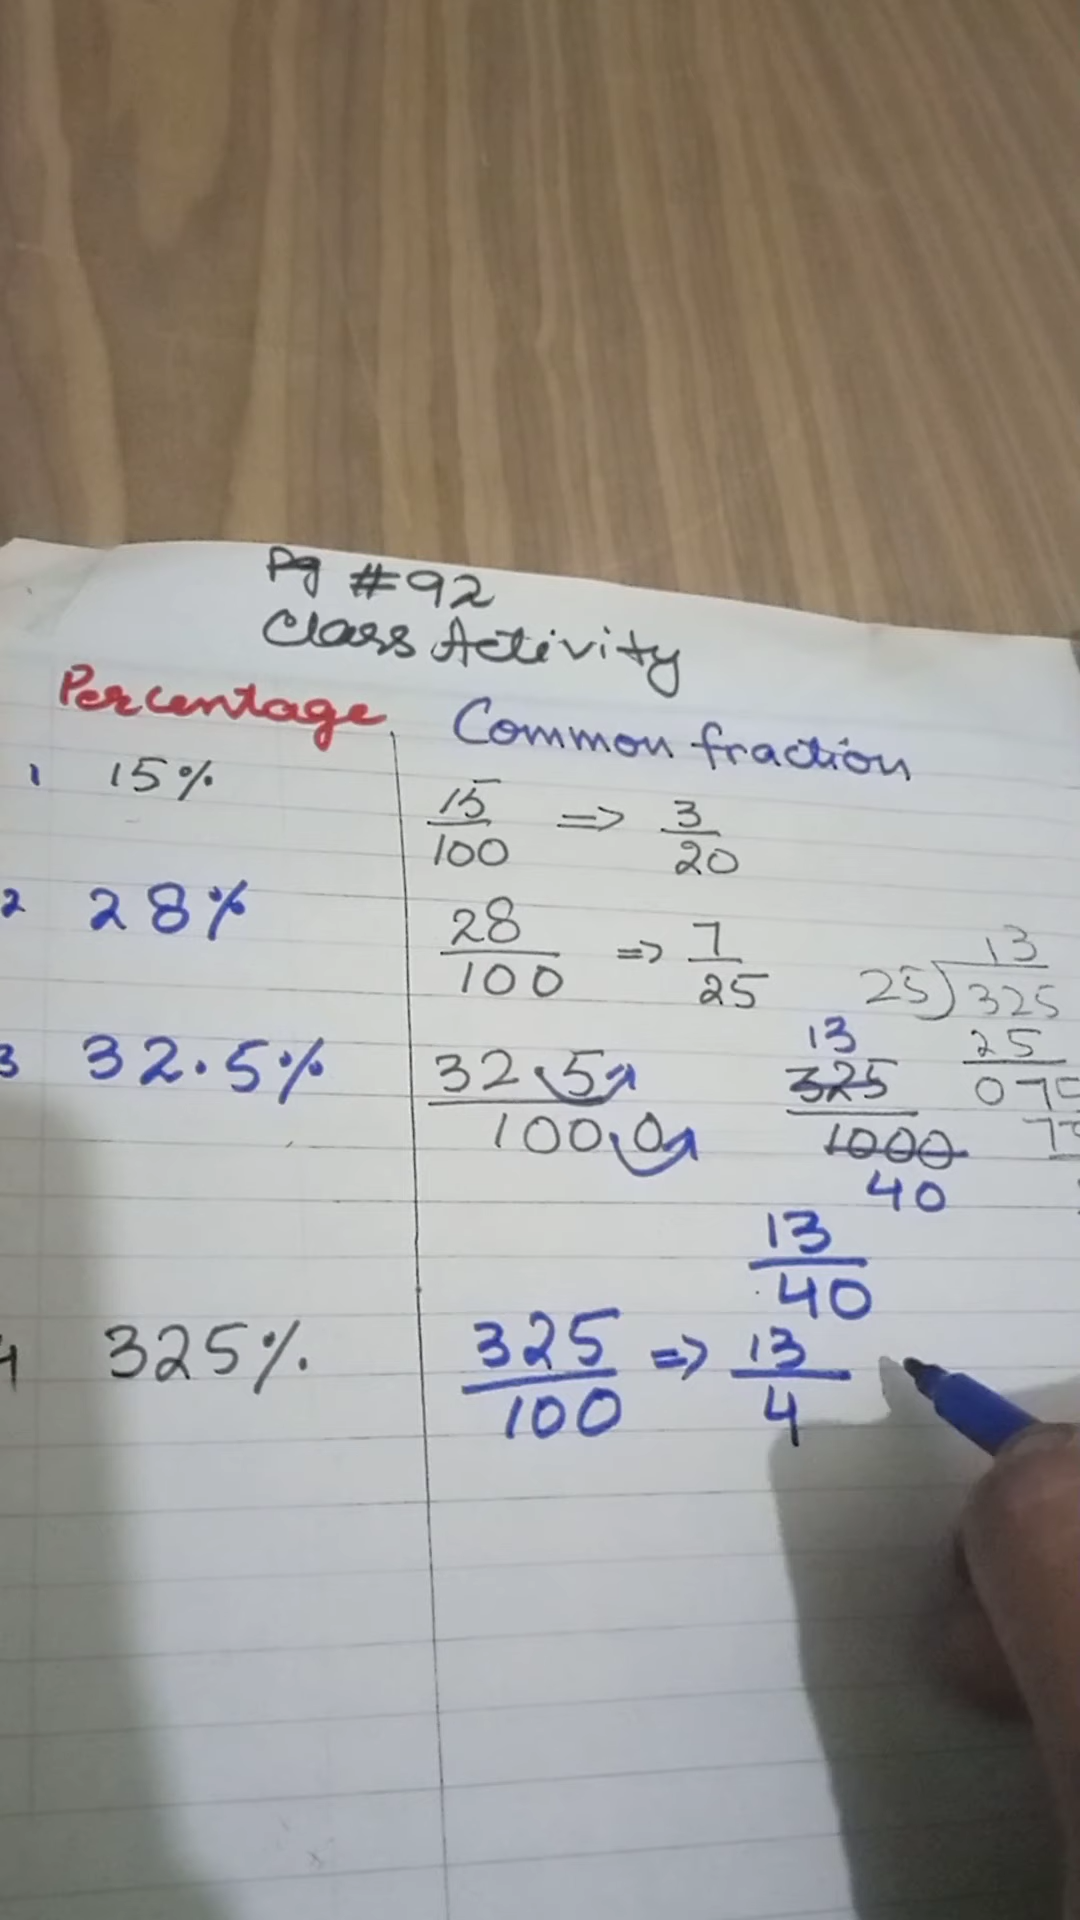 Pg #92
Class Activity
Percentage Common fraction
1 15% 15/100 => 3/20
2 28% 28/100 => 7/25
13
25)325
25
07
3 32.5% 32.5/100.0
13
325/1000
40
13/40
4 325% 325/100 => 13/4